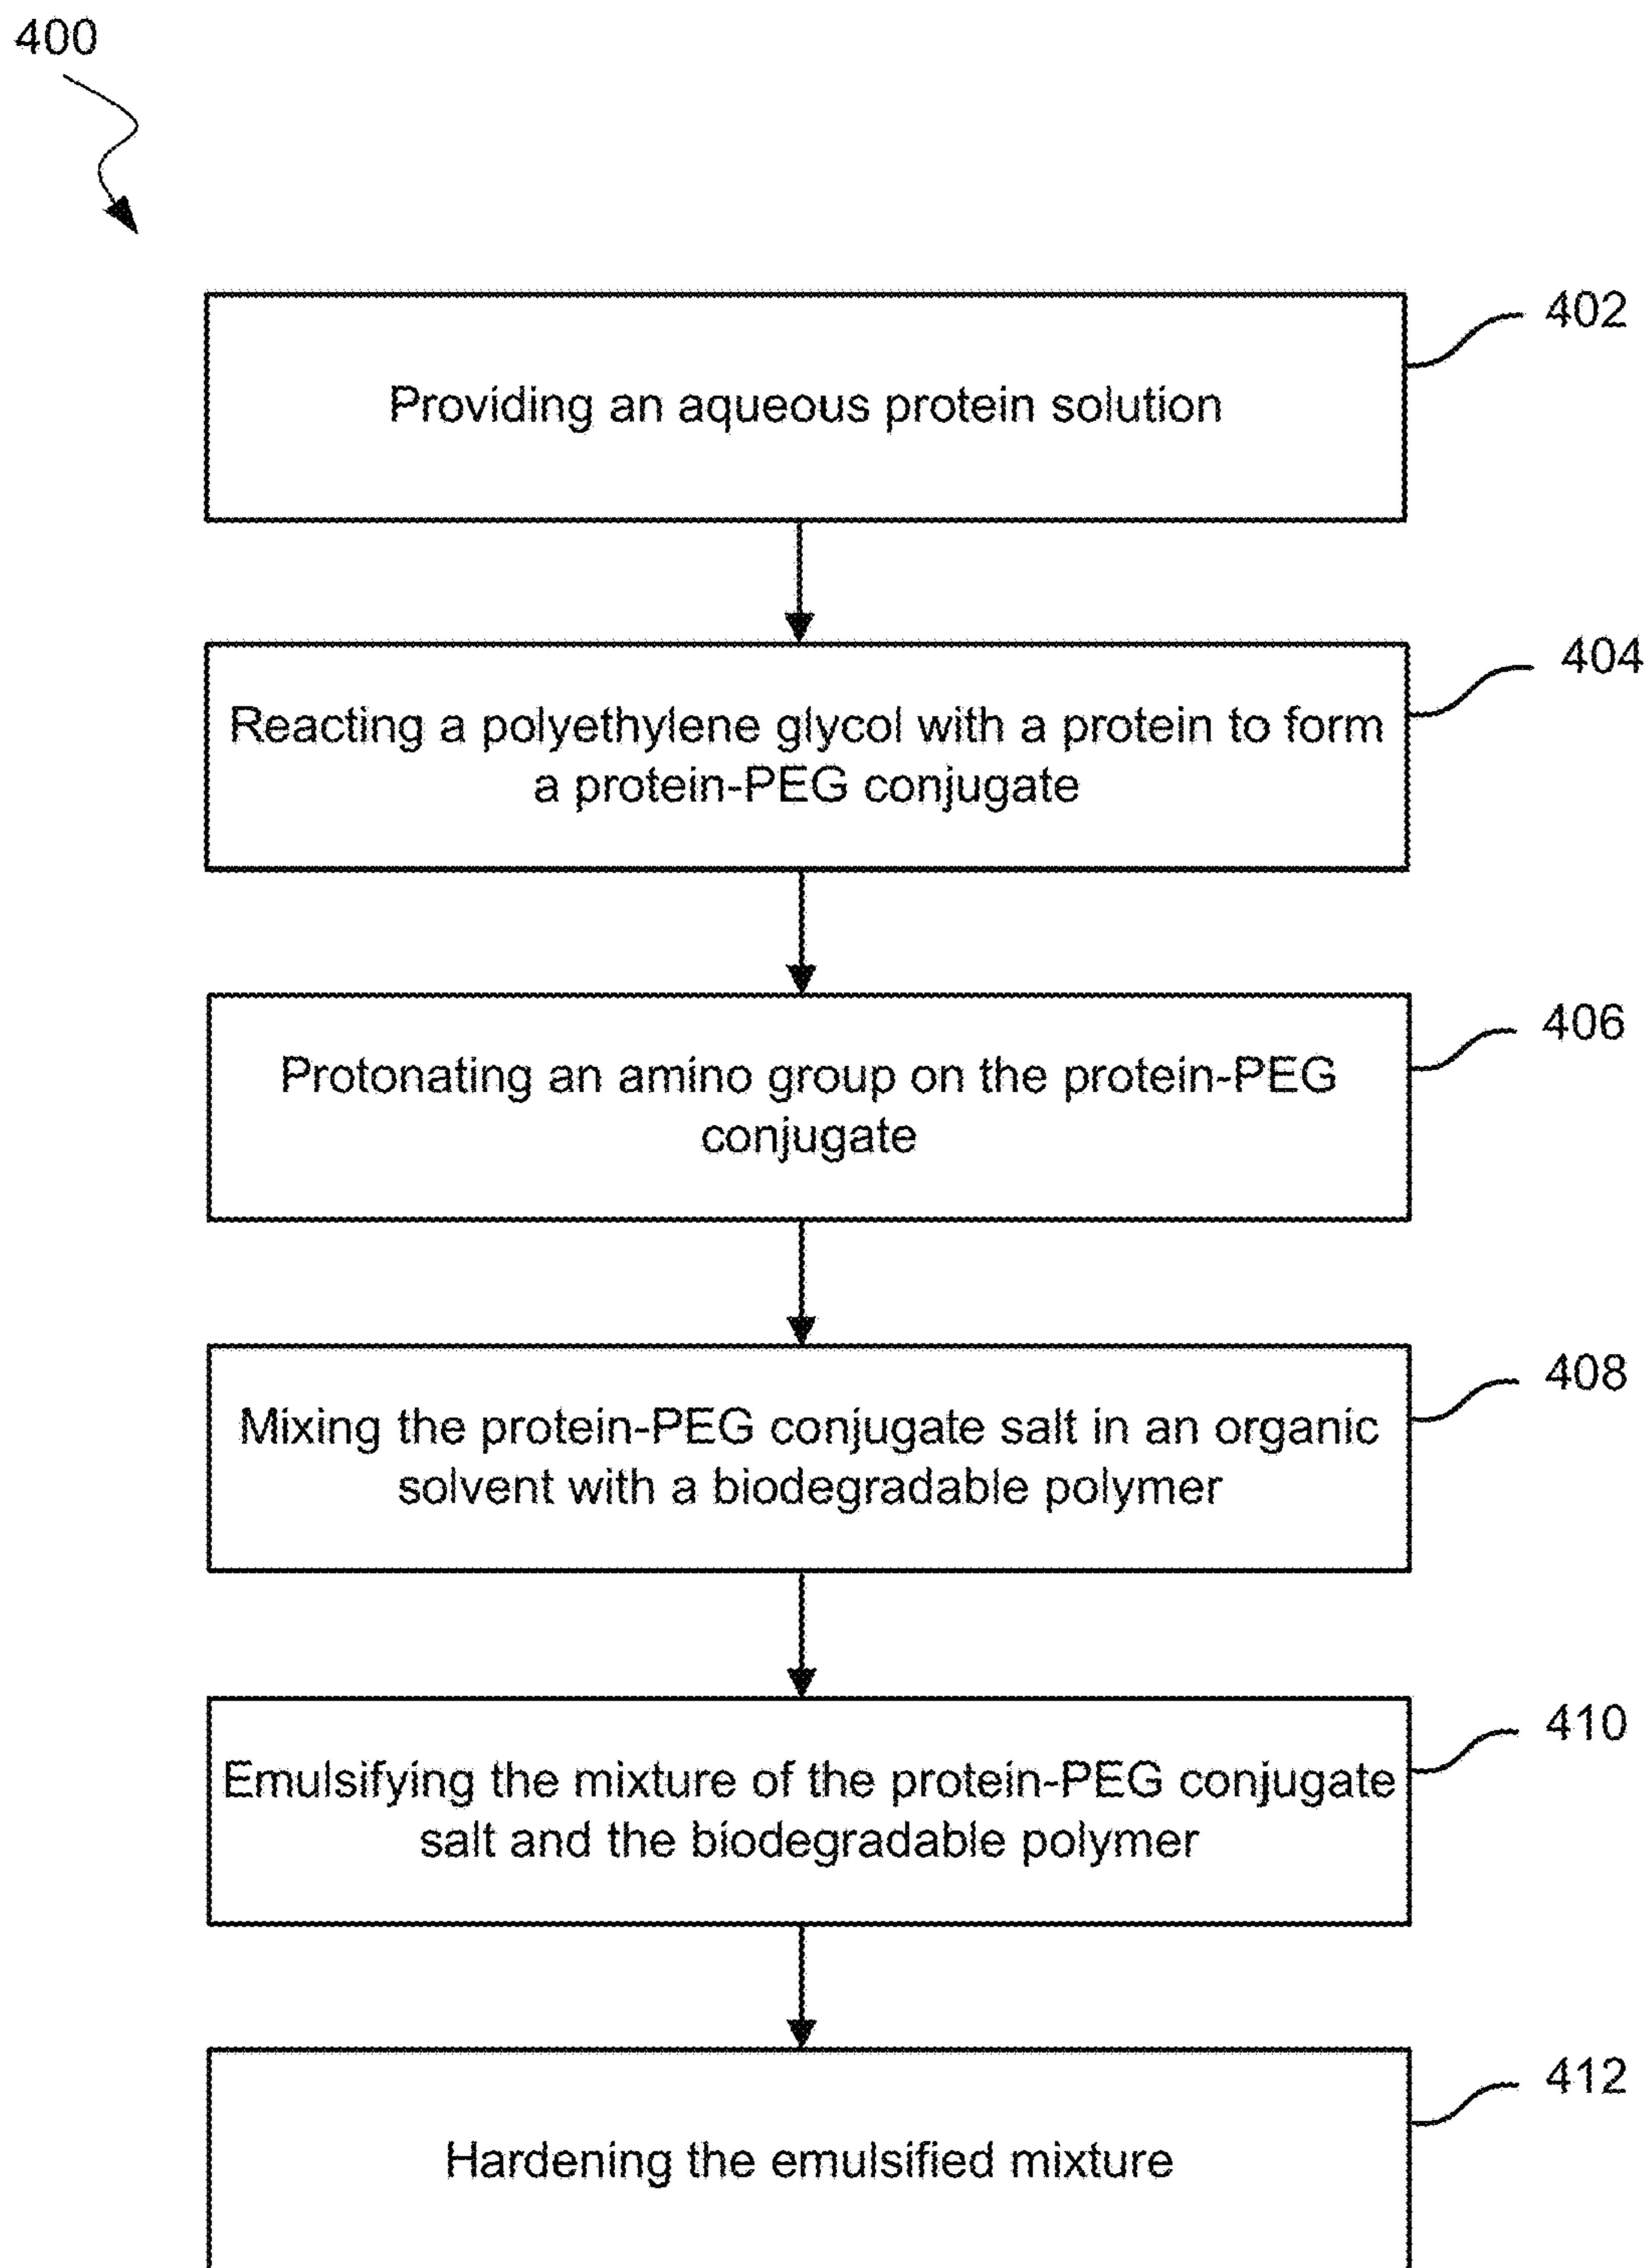 400
402
Providing an aqueous protein solution
404
Reacting a polyethylene glycol with a protein to form
a protein-PEG conjugate
406
Protonating an amino group on the protein-PEG
conjugate
408
Mixing the protein-PEG conjugate salt in an organic
solvent with a biodegradable polymer
410
Emulsifying the mixture of the protein-PEG conjugate
salt and the biodegradable polymer
412
Hardening the emulsified mixture